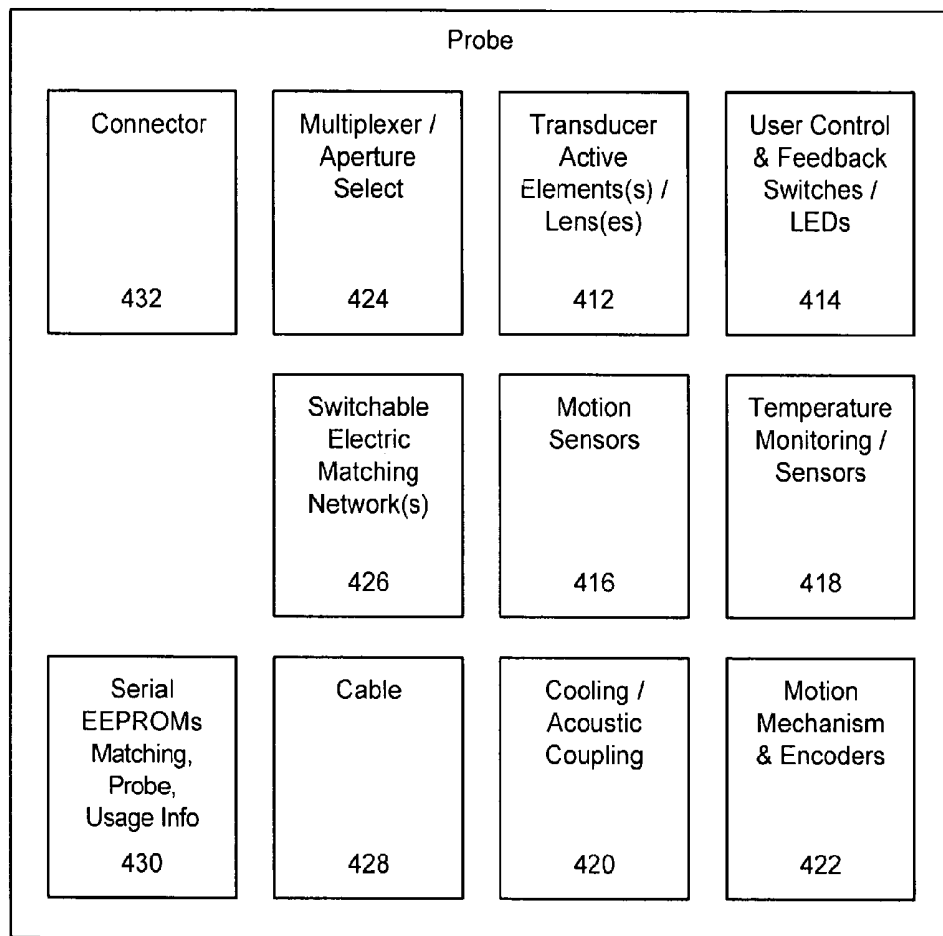 Probe
Connector
432
Multiplexer /
Aperture
Select
424
Transducer
Active
Elements(s) /
Lens(es)
412
User Control
& Feedback
Switches /
LEDs
414
Switchable
Electric
Matching
Network(s)
426
Motion
Sensors
416
Temperature
Monitoring /
Sensors
418
Serial
EEPROMs
Matching,
Probe,
Usage Info
430
Cable
428
Cooling /
Acoustic
Coupling
420
Motion
Mechanism
& Encoders
422